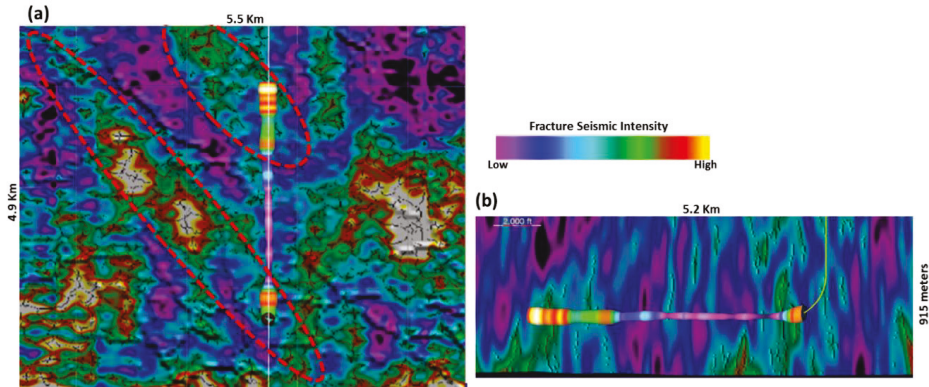 (a)
5.5 Km
4.9 Km
Fracture Seismic Intensity
Low
High
(b)
5.2 Km
2,000 ft
915 meters